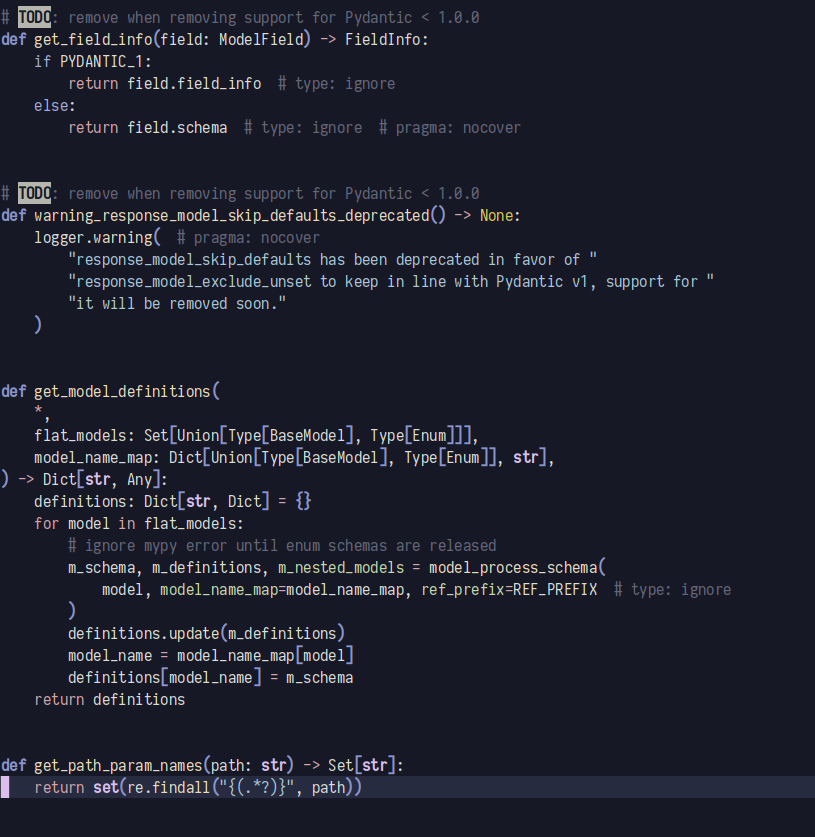 # TODO: remove when removing support for Pydantic < 1.0.0
def get_field_info(field: ModelField) -> FieldInfo:
    if PYDANTIC_1:
        return field.field_info  # type: ignore
    else:
        return field.schema  # type: ignore  # pragma: nocover


# TODO: remove when removing support for Pydantic < 1.0.0
def warning_response_model_skip_defaults_deprecated() -> None:
    logger.warning(  # pragma: nocover
        "response_model_skip_defaults has been deprecated in favor of "
        "response_model_exclude_unset to keep in line with Pydantic v1, support for "
        "it will be removed soon."
    )


def get_model_definitions(
    *,
    flat_models: Set[Union[Type[BaseModel], Type[Enum]]],
    model_name_map: Dict[Union[Type[BaseModel], Type[Enum]], str],
) -> Dict[str, Any]:
    definitions: Dict[str, Dict] = {}
    for model in flat_models:
        # ignore mypy error until enum schemas are released
        m_schema, m_definitions, m_nested_models = model_process_schema(
            model, model_name_map=model_name_map, ref_prefix=REF_PREFIX  # type: ignore
        )
        definitions.update(m_definitions)
        model_name = model_name_map[model]
        definitions[model_name] = m_schema
    return definitions


def get_path_param_names(path: str) -> Set[str]:
    return set(re.findall("{(.*?)}", path))